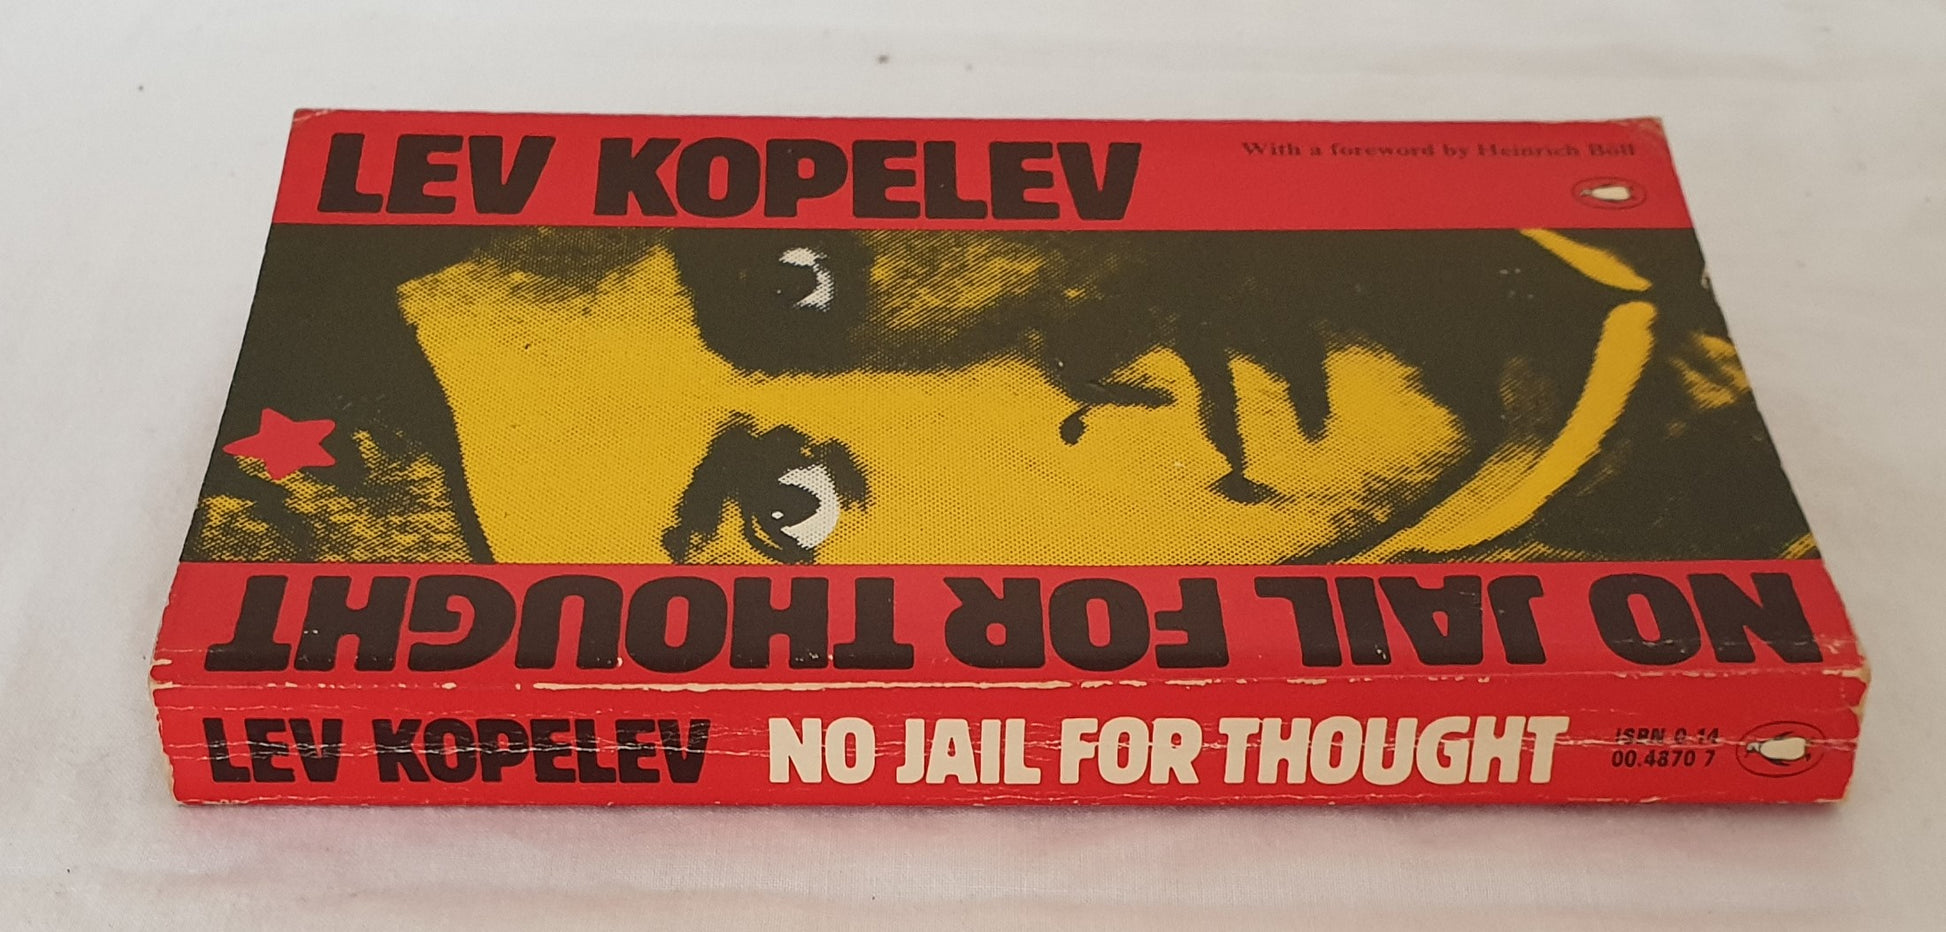 LEV KOPELEV
With a foreword by Heinrich Böll
NO JAIL FOR THOUGHT
LEV KOPELEV NO JAIL FOR THOUGHT
ISBN 0 14
00.4870 7